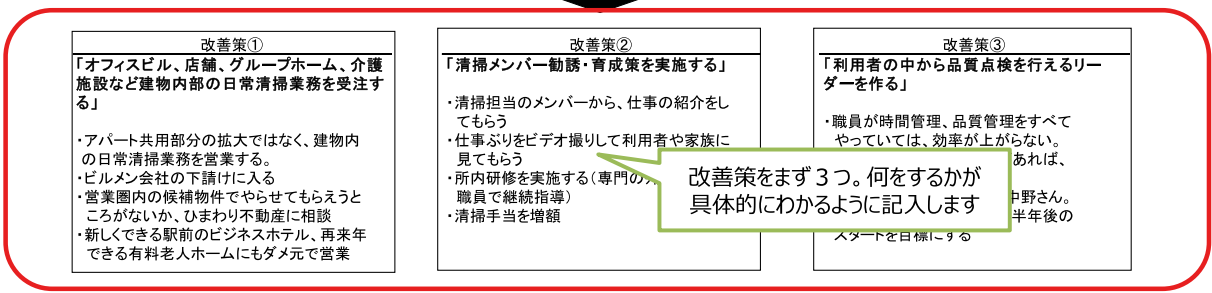 改善策①
「オフィスビル、店舗、グループホーム、介護
施設など建物内部の日常清掃業務を受注す
る」
・アパート共用部分の拡大ではなく、建物内
の日常清掃業務を営業する。
・ビルメン会社の下請けに入る
・営業圏内の候補物件でやらせてもらえうと
ころがないか、ひまわり不動産に相談
・新しくできる駅前のビジネスホテル、再来年
できる有料老人ホームにもダメ元で営業
改善策②
「清掃メンバー勧誘・育成策を実施する」
・清掃担当のメンバーから、仕事の紹介をし
てもらう
・仕事ぶりをビデオ撮りして利用者や家族に
見てもらう
・所内研修を実施する（専門の
職員で継続指導）
・清掃手当を増額
改善策③
「利用者の中から品質点検を行えるリー
ダーを作る」
・職員が時間管理、品質管理をすべて
やっていては、効率が上がらない。
あれば、
中野さん。
半年後の
スタートを目標にする
改善策をまず３つ。何をするかが
具体的にわかるように記入します